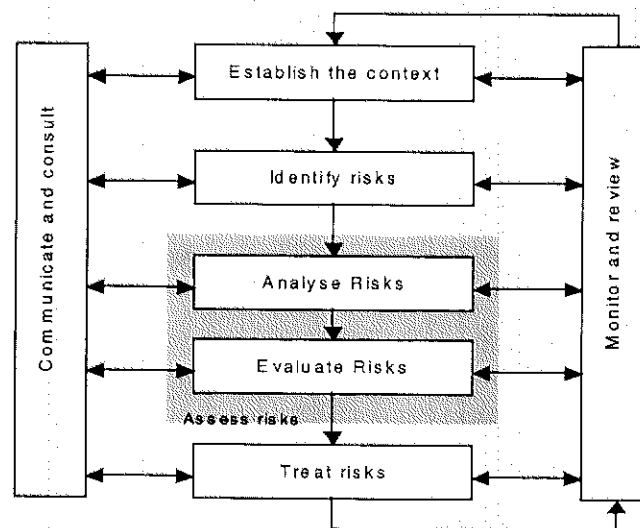 Establish the context
Communicate and consult
Identify risks
Monitor and review
Analyse Risks
Evaluate Risks
Assess risks
Treat risks